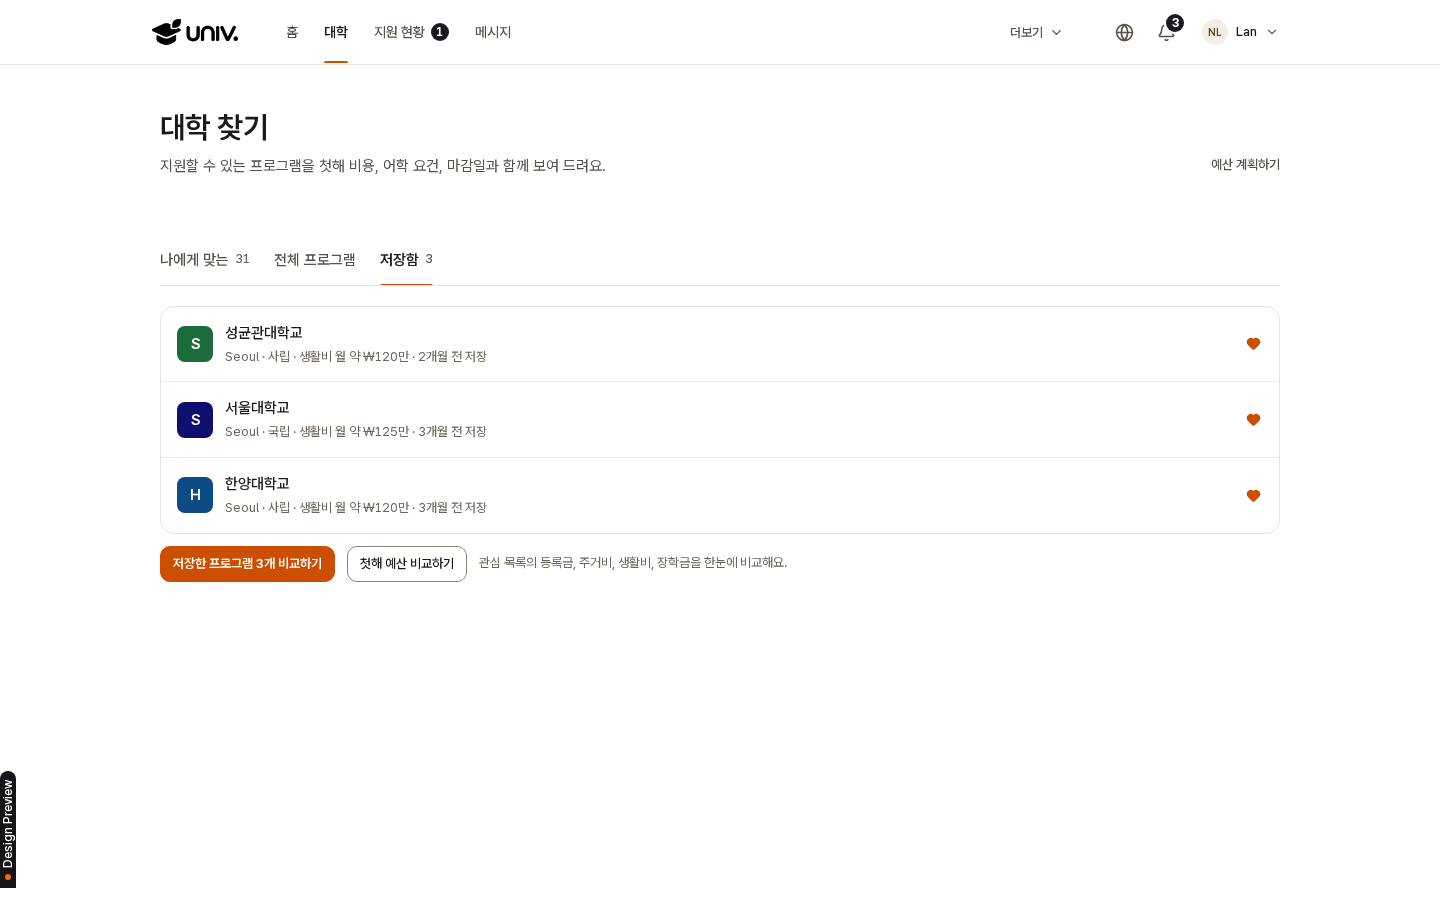 UNIV.
홈
대학
지원 현황 1
메시지
더보기
3
NL Lan
대학 찾기
지원할 수 있는 프로그램을 첫해 비용, 어학 요건, 마감일과 함께 보여 드려요.
예산 계획하기
나에게 맞는 31
전체 프로그램
저장함 3
S
성균관대학교
Seoul · 사립 · 생활비 월 약 ₩120만 · 2개월 전 저장
S
서울대학교
Seoul · 국립 · 생활비 월 약 ₩125만 · 3개월 전 저장
H
한양대학교
Seoul · 사립 · 생활비 월 약 ₩120만 · 3개월 전 저장
저장한 프로그램 3개 비교하기
첫해 예산 비교하기
관심 목록의 등록금, 주거비, 생활비, 장학금을 한눈에 비교해요.
Design Preview